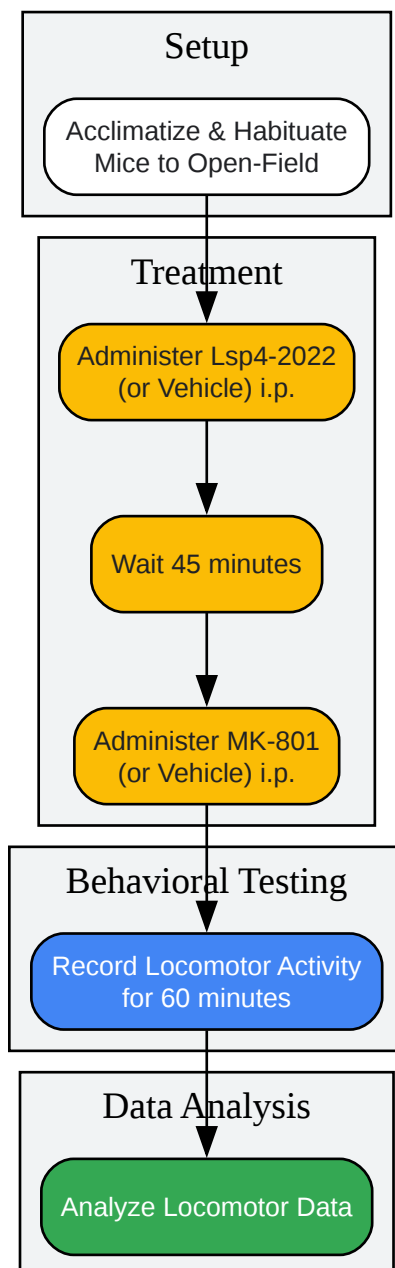 Setup
Acclimatize & Habituate
Mice to Open-Field
Treatment
Administer Lsp4-2022
(or Vehicle) i.p.
Wait 45 minutes
Administer MK-801
(or Vehicle) i.p.
Behavioral Testing
Record Locomotor Activity
for 60 minutes
Data Analysis
Analyze Locomotor Data